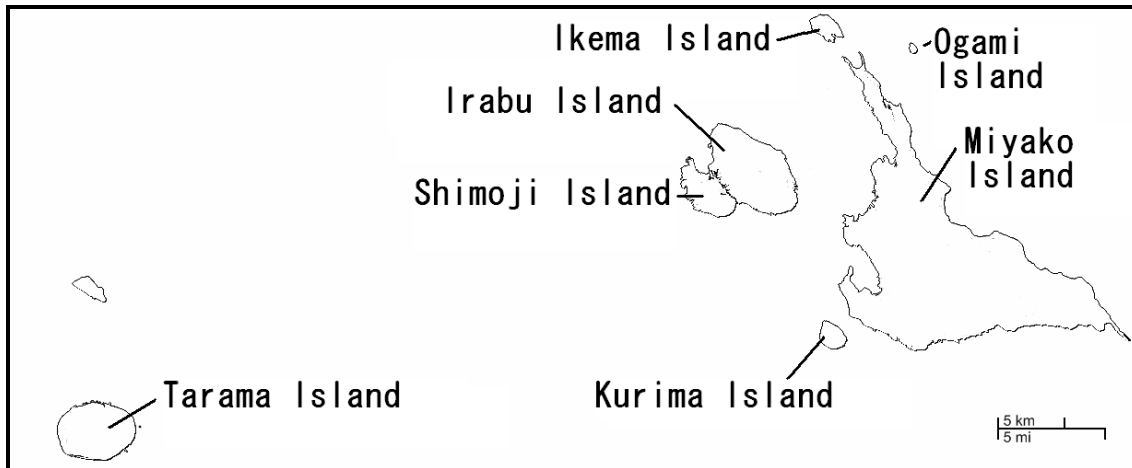 Ikema Island
Ogami
Island
Irabu Island
Miyako
Island
Shimoji Island
Tarama Island
Kurima Island
5 km
5 mi